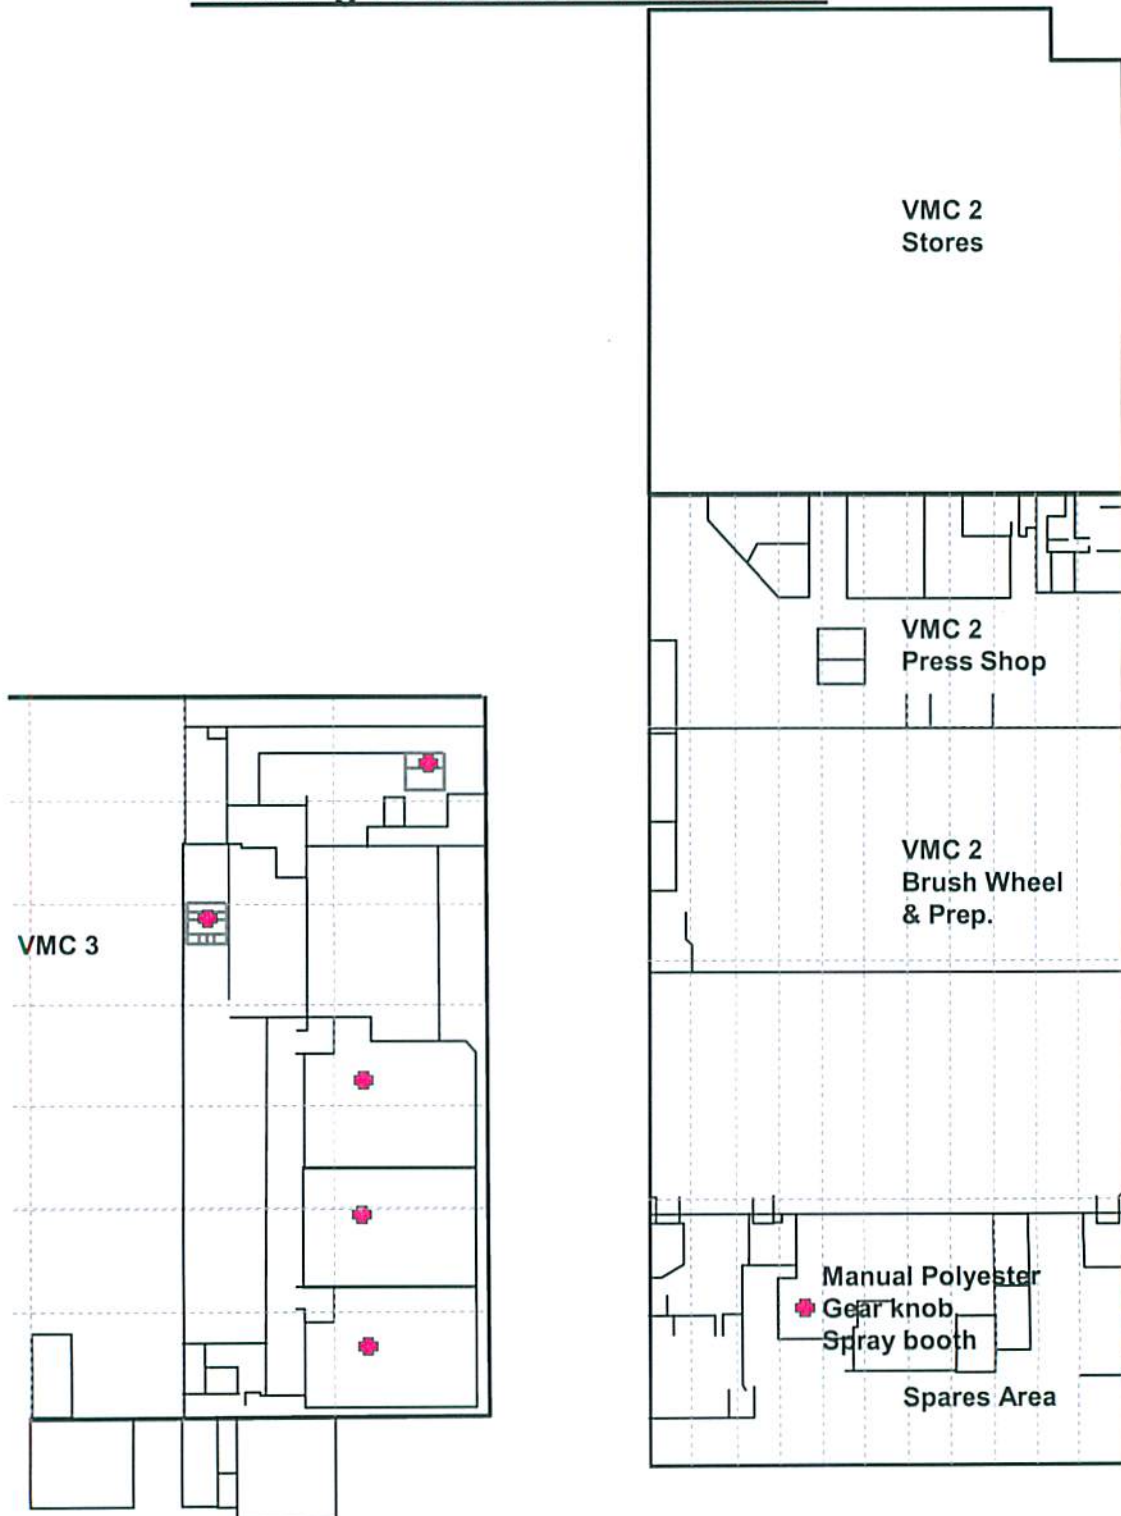 VMC 2
Stores
VMC 2
Press Shop
VMC 2
Brush Wheel
& Prep.
VMC 3
Manual Polyester
Gear knob
Spray booth
Spares Area